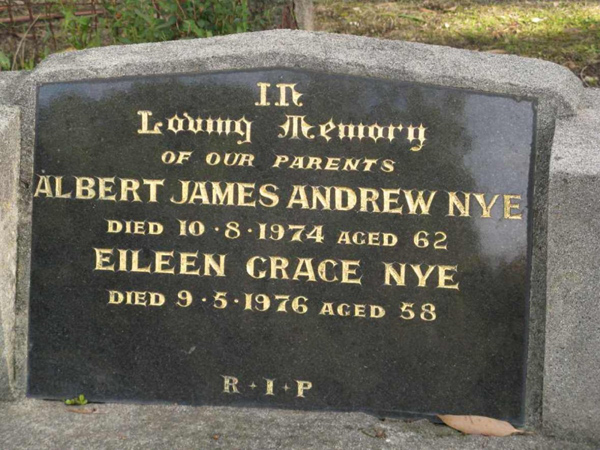 In
Loving Memory
OF OUR PARENTS
ALBERT JAMES ANDREW NYE
DIED 10·8·1974 AGED 62
EILEEN GRACE NYE
DIED 9·5·1976 AGED 58
R·I·P